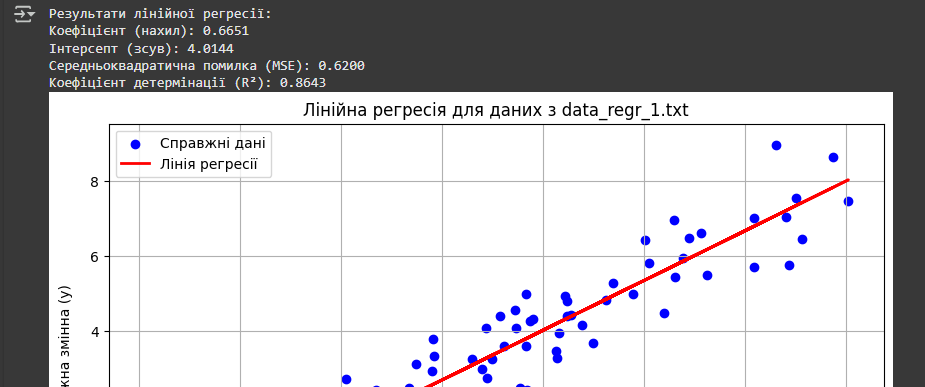 Результати лінійної регресії:
Коефіцієнт (нахил): 0.6651
Інтерсепт (зсув): 4.0144
Середньоквадратична помилка (MSE): 0.6200
Коефіцієнт детермінації (R²): 0.8643
Лінійна регресія для даних з data_regr_1.txt
Справжні дані
Лінія регресії
8
6
4
змінна (y)